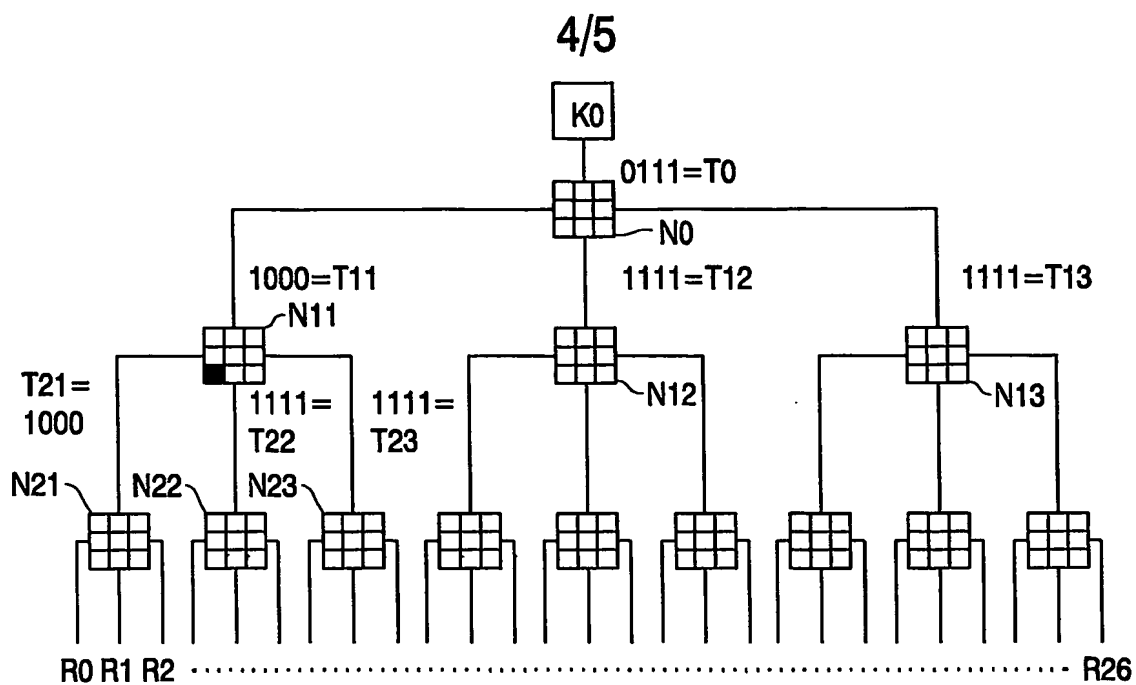 4/5
K0
0111=T0
N0
1000=T11
1111=T12
1111=T13
N11
N12
N13
T21=
1000
1111=
T22
1111=
T23
N21
N22
N23
R0 R1 R2 ........ R26